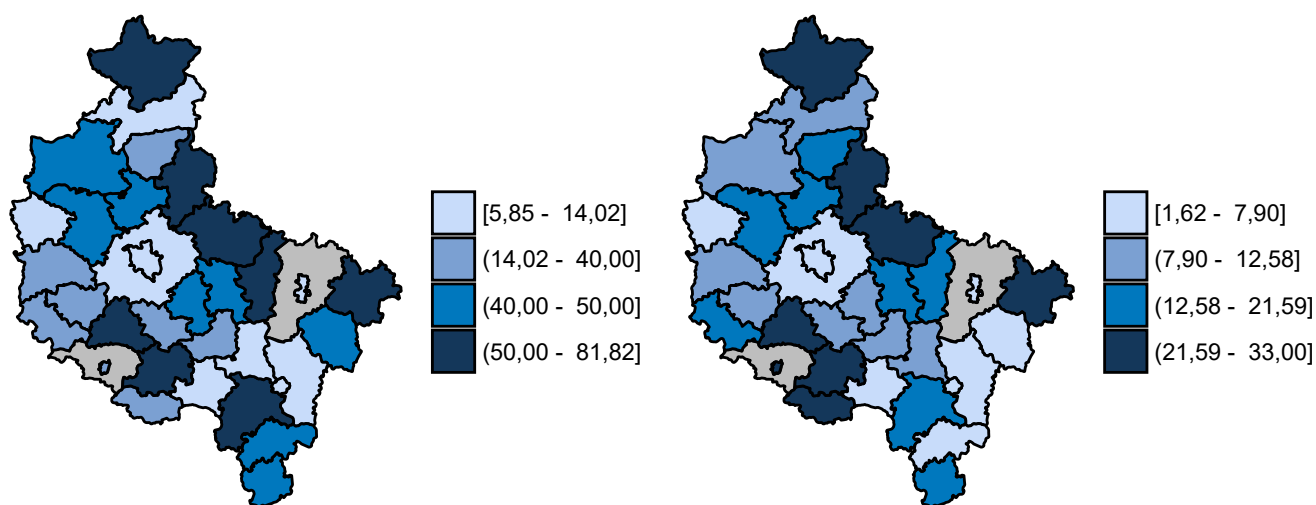 [5,85 - 14,02]
(14,02 - 40,00]
(40,00 - 50,00]
(50,00 - 81,82]
[1,62 - 7,90]
(7,90 - 12,58]
(12,58 - 21,59]
(21,59 - 33,00]